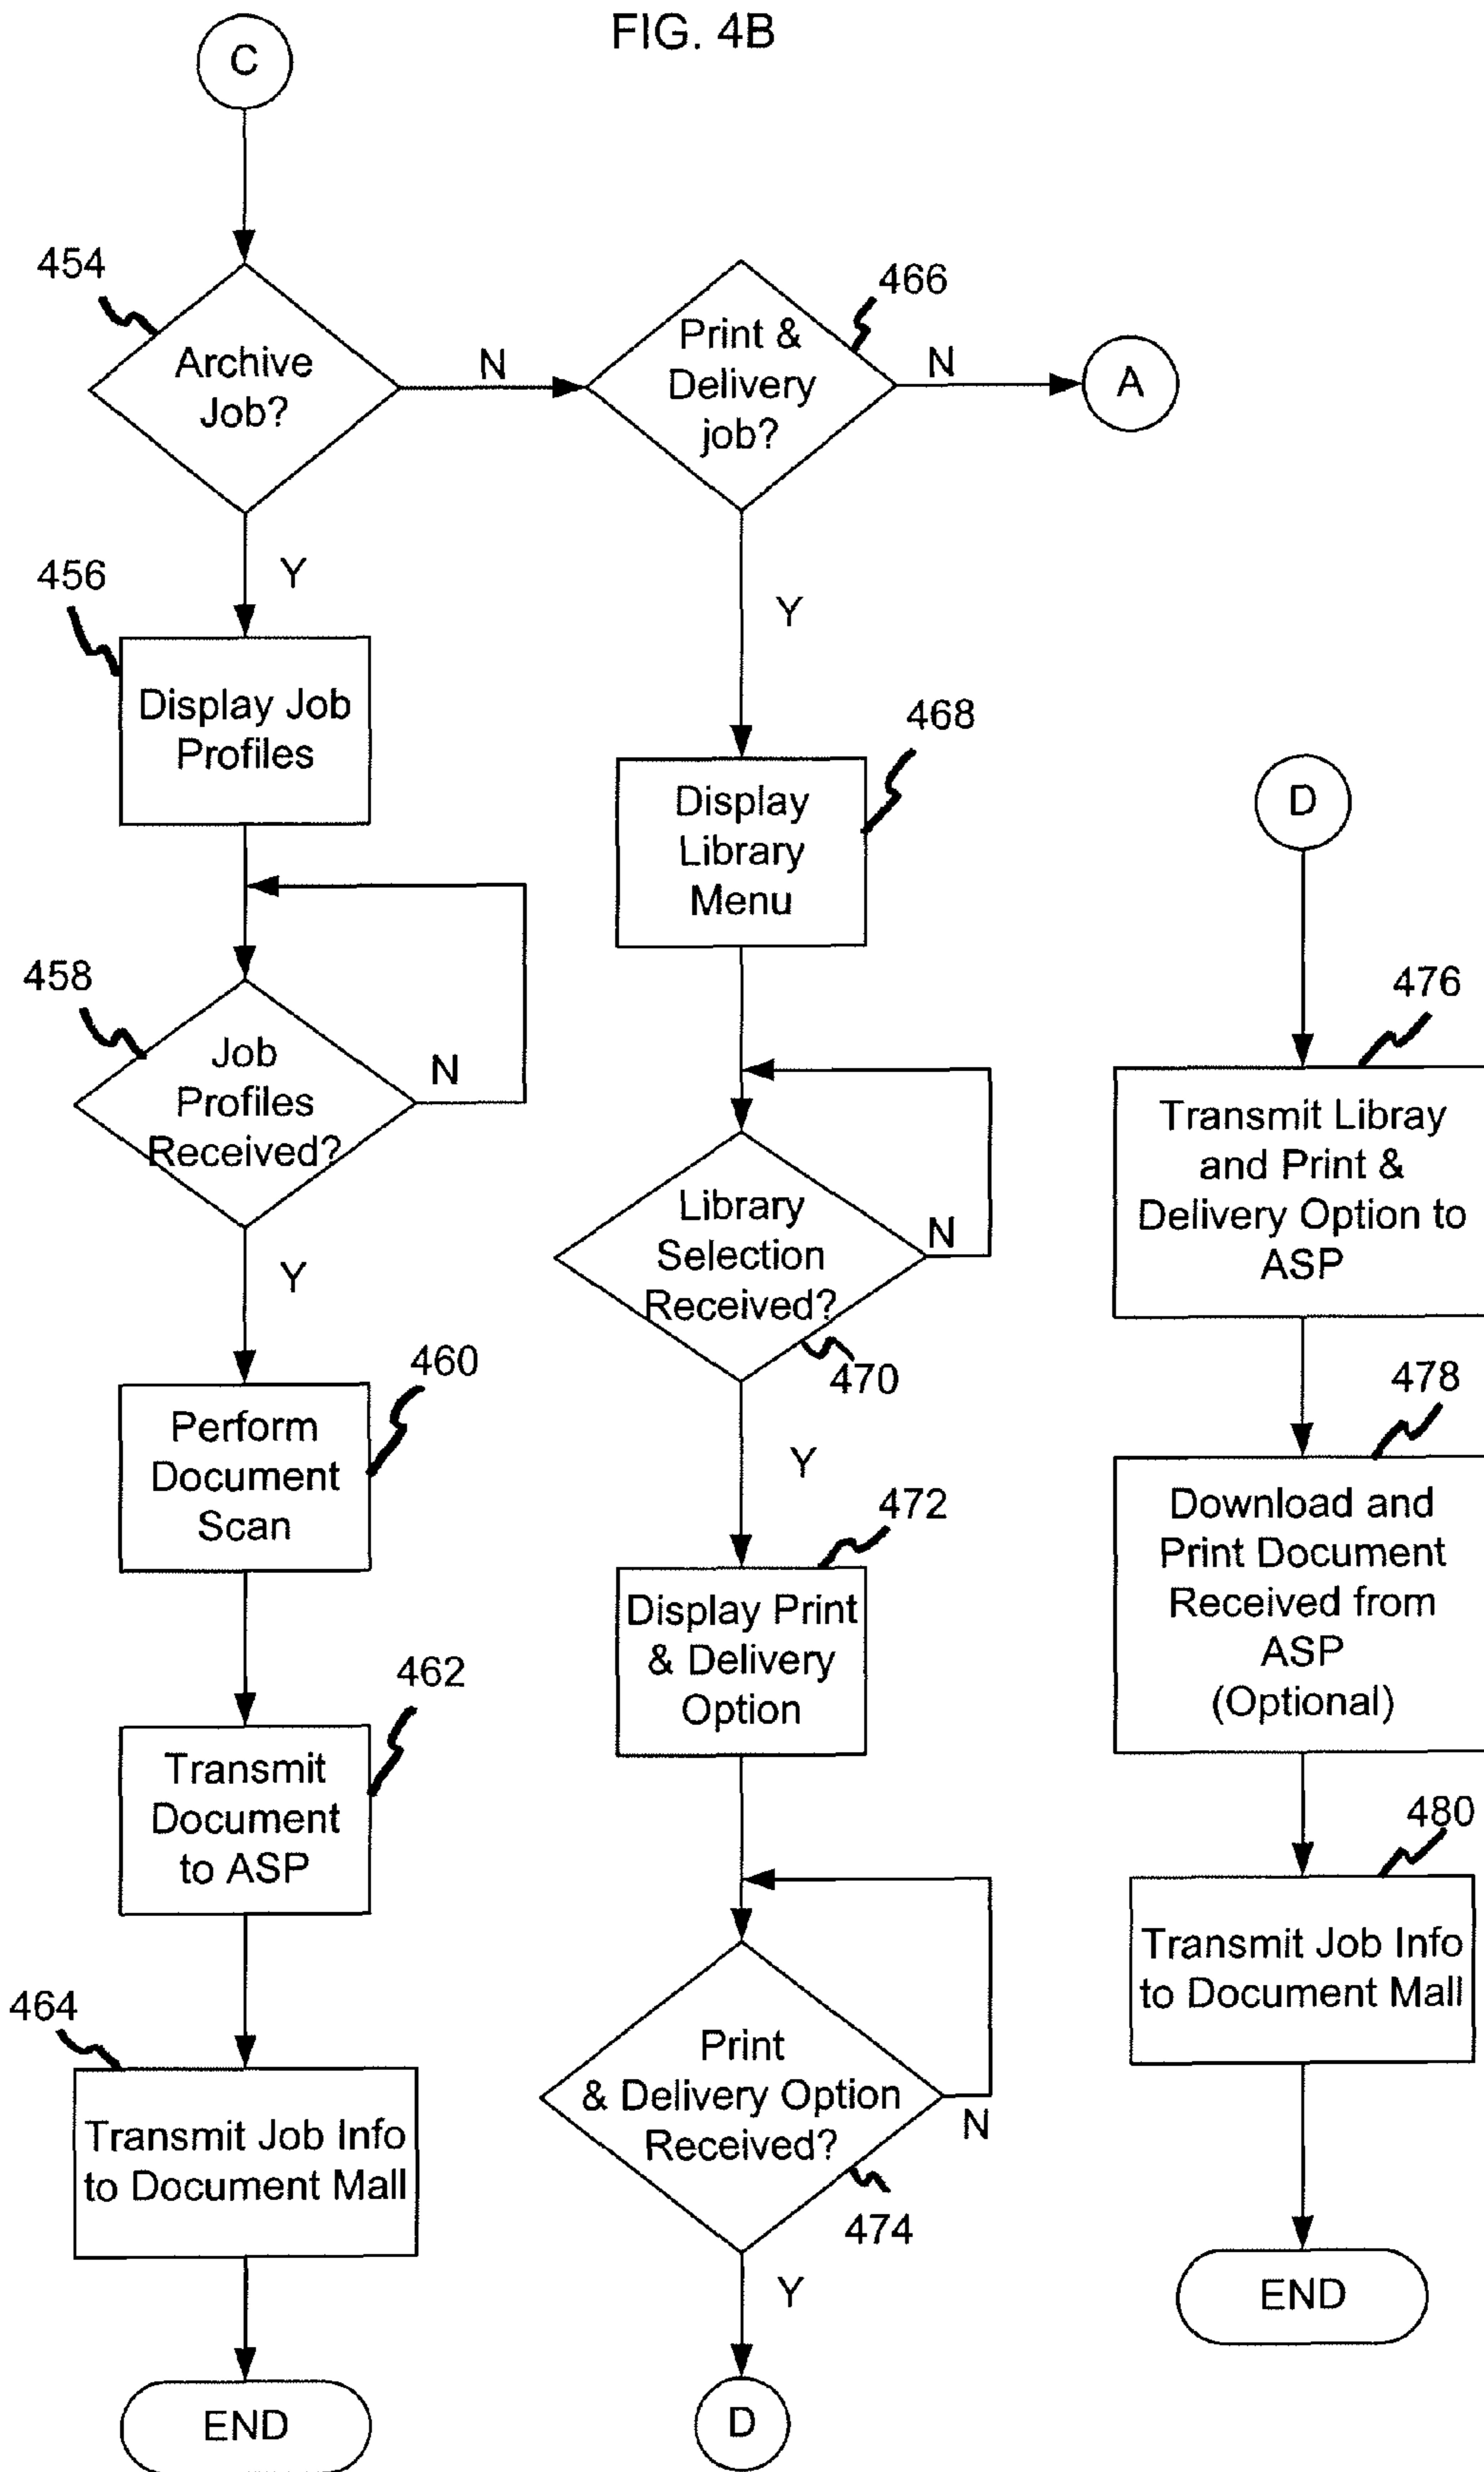 FIG. 4B
C
454
Archive
Job?
N
Y
456
Display Job
Profiles
458
Job
Profiles
Received?
N
Y
460
Perform
Document
Scan
462
Transmit
Document
to ASP
464
Transmit Job Info
to Document Mall
END
466
Print &
Delivery
job?
N
A
Y
468
Display
Library
Menu
Library
Selection
Received?
N
470
Y
472
Display Print
& Delivery
Option
Print
& Delivery Option
Received?
N
474
Y
D
D
476
Transmit Libray
and Print &
Delivery Option to
ASP
478
Download and
Print Document
Received from
ASP
(Optional)
480
Transmit Job Info
to Document Mall
END